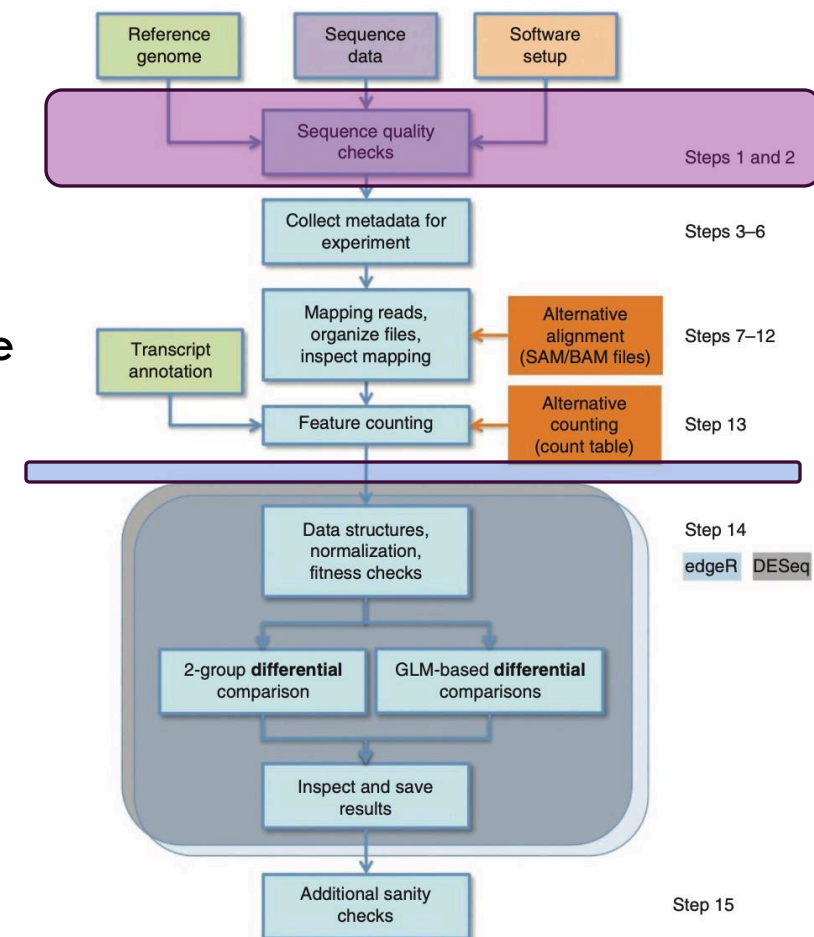 Reference
genome
Sequence
data
Software
setup
Sequence quality
checks
Steps 1 and 2
Collect metadata for
experiment
Steps 3–6
e
Mapping reads,
organize files,
inspect mapping
Alternative
alignment
(SAM/BAM files)
Steps 7–12
Transcript
annotation
Feature counting
Alternative
counting
(count table)
Step 13
Data structures,
normalization,
fitness checks
Step 14
edgeR DESeq
2-group differential
comparison
GLM-based differential
comparisons
Inspect and save
results
Additional sanity
checks
Step 15